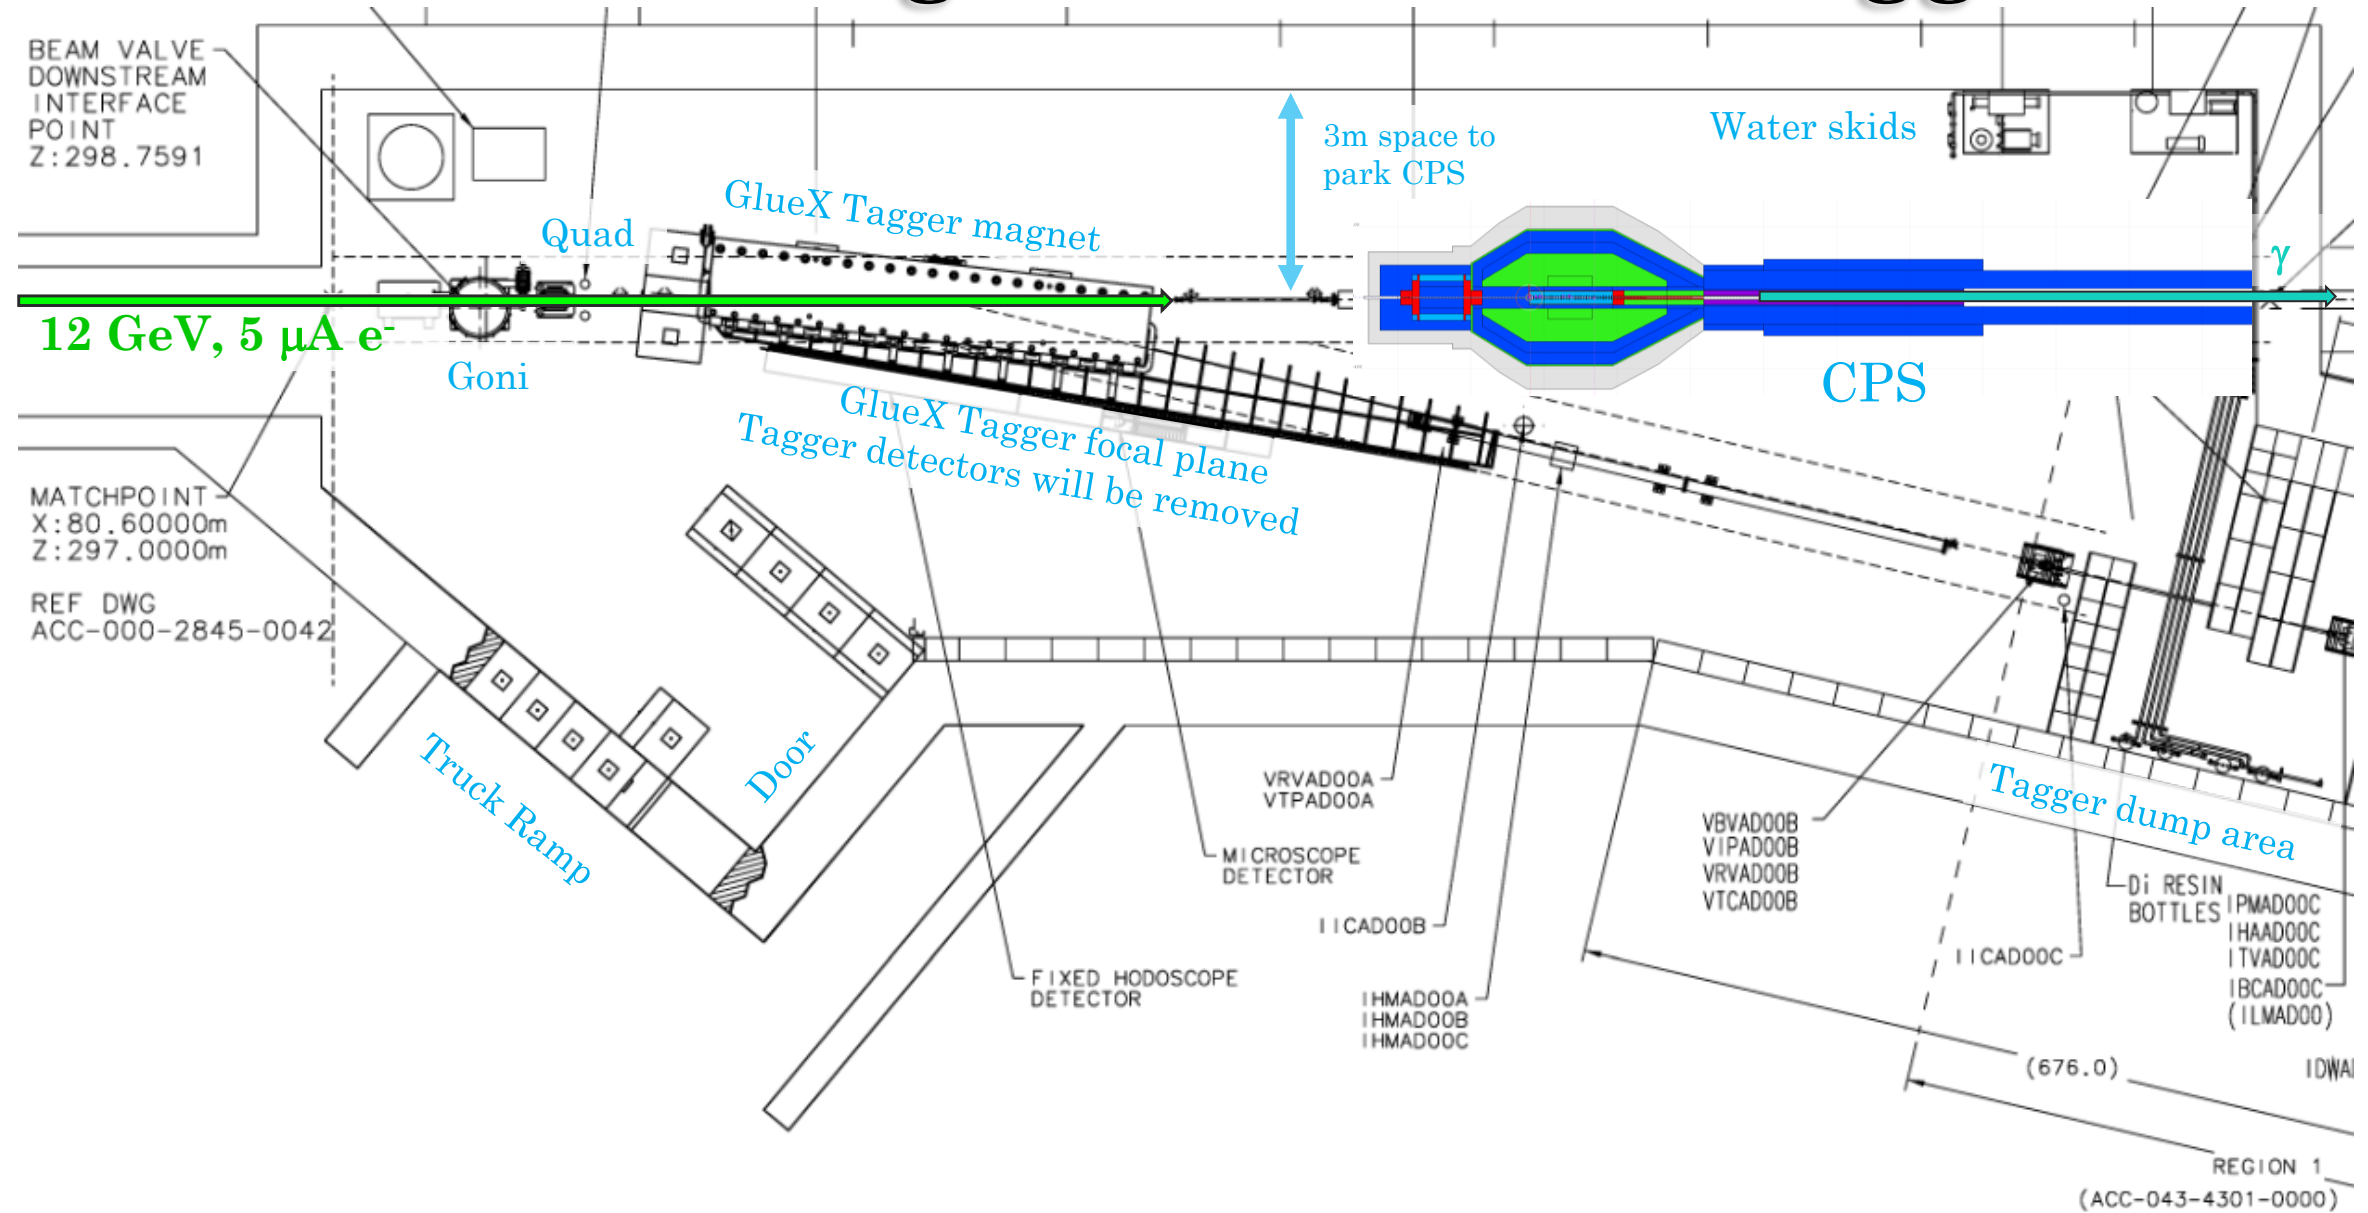 BEAM VALVE
DOWNSTREAM
INTERFACE
POINT
Z:298.7591
3m space to
park CPS
Water skids
GlueX Tagger magnet
Quad
γ
12 GeV, 5 μA e-
Goni
CPS
GlueX Tagger focal plane
Tagger detectors will be removed
MATCHPOINT
X:80.60000m
Z:297.0000m
REF DWG
ACC-000-2845-0042
Truck Ramp
Door
VRVAD00A
VTPAD00A
MICROSCOPE
DETECTOR
IICAD00B
FIXED HODOSCOPE
DETECTOR
IHMAD00A
IHMAD00B
IHMAD00C
Tagger dump area
VBVAD00B
VIPAD00B
VRVAD00B
VTCAD00B
Di RESIN
BOTTLES
IICAD00C
IPMAD00C
IHAAD00C
ITVAD00C
IBCAD00C
(ILMAD00)
(676.0)
REGION 1
(ACC-043-4301-0000)